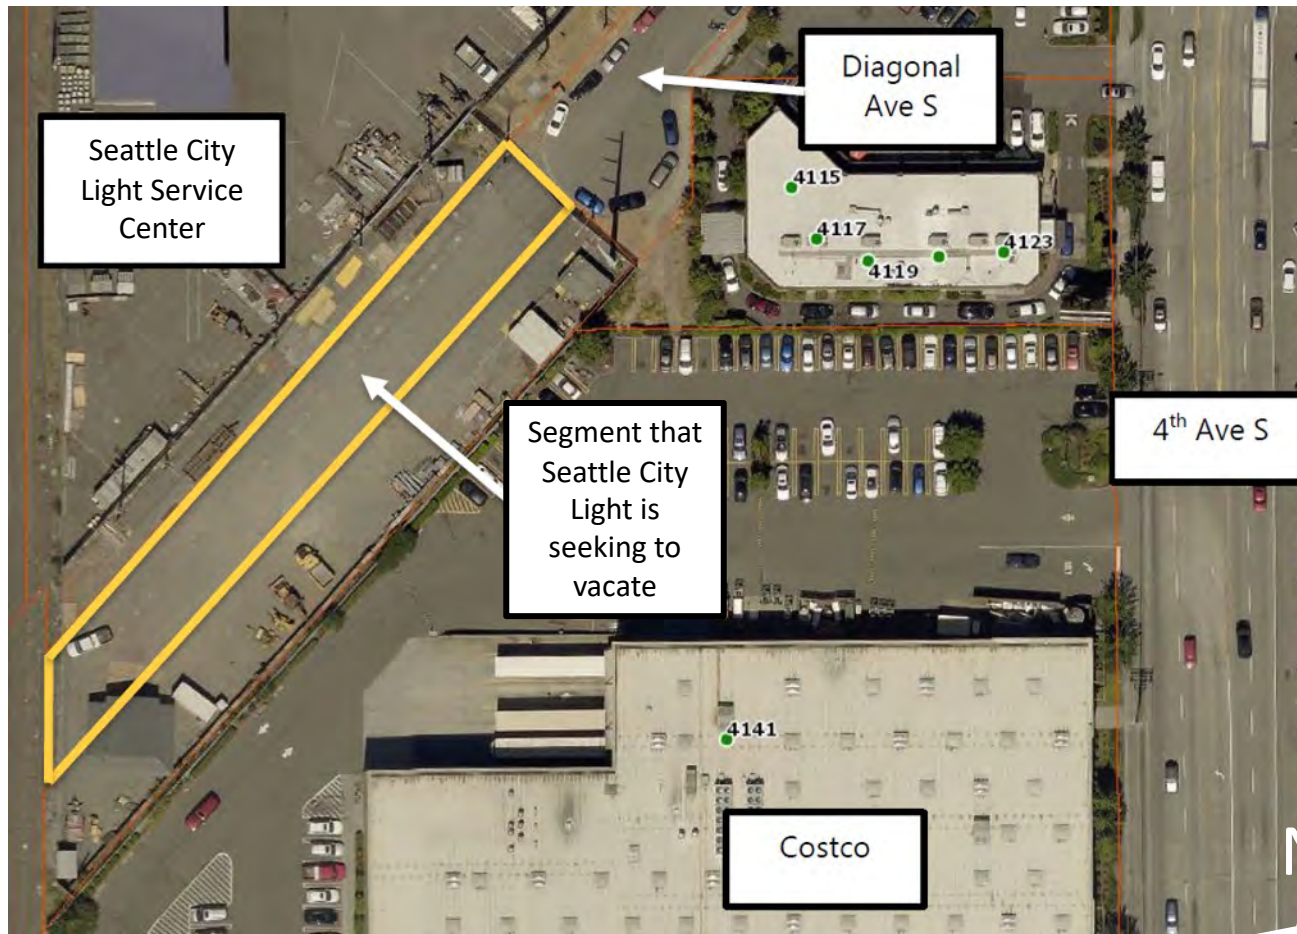 Diagonal
Ave S
Seattle City
Light Service
Center
4115
4117
4119
4123
Segment that
Seattle City
Light is
seeking to
vacate
4th Ave S
4141
Costco
N